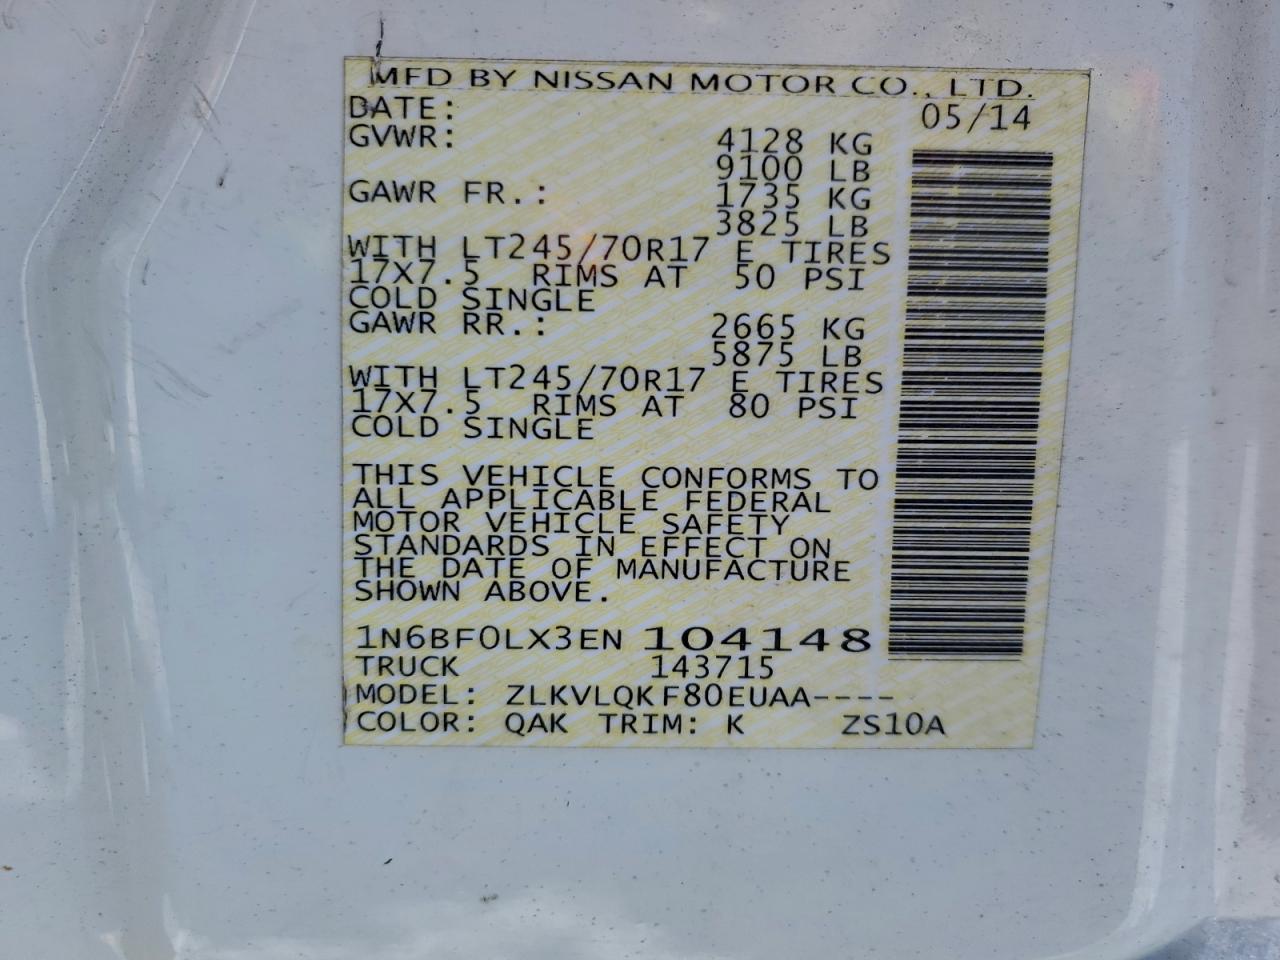 MFD BY NISSAN MOTOR CO., LTD.
DATE: 05/14
GVWR: 4128 KG
9100 LB
GAWR FR.: 1735 KG
3825 LB
WITH LT245/70R17 E TIRES
17X7.5 RIMS AT 50 PSI
COLD SINGLE
GAWR RR.: 2665 KG
5875 LB
WITH LT245/70R17 E TIRES
17X7.5 RIMS AT 80 PSI
COLD SINGLE
THIS VEHICLE CONFORMS TO
ALL APPLICABLE FEDERAL
MOTOR VEHICLE SAFETY
STANDARDS IN EFFECT ON
THE DATE OF MANUFACTURE
SHOWN ABOVE.
1N6BF0LX3EN 104148
TRUCK 143715
MODEL: ZLKVLQKF80EUAA----
COLOR: QAK TRIM: K ZS10A